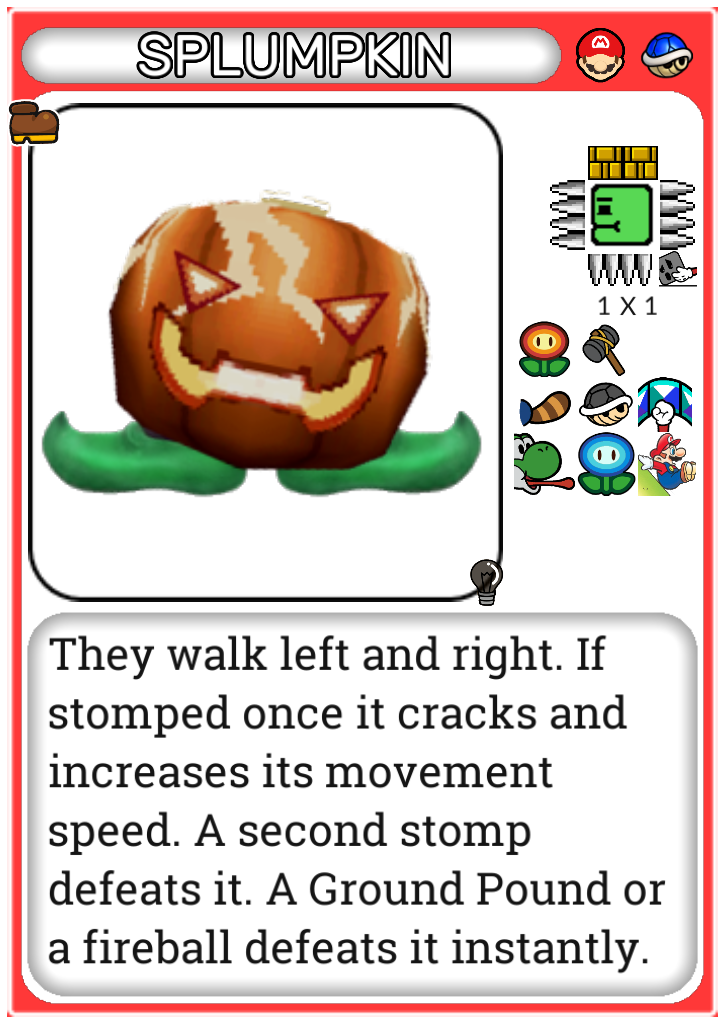 SPLUMPKIN
1 X 1
They walk left and right. If
stomped once it cracks and
increases its movement
speed. A second stomp
defeats it. A Ground Pound or
a fireball defeats it instantly.